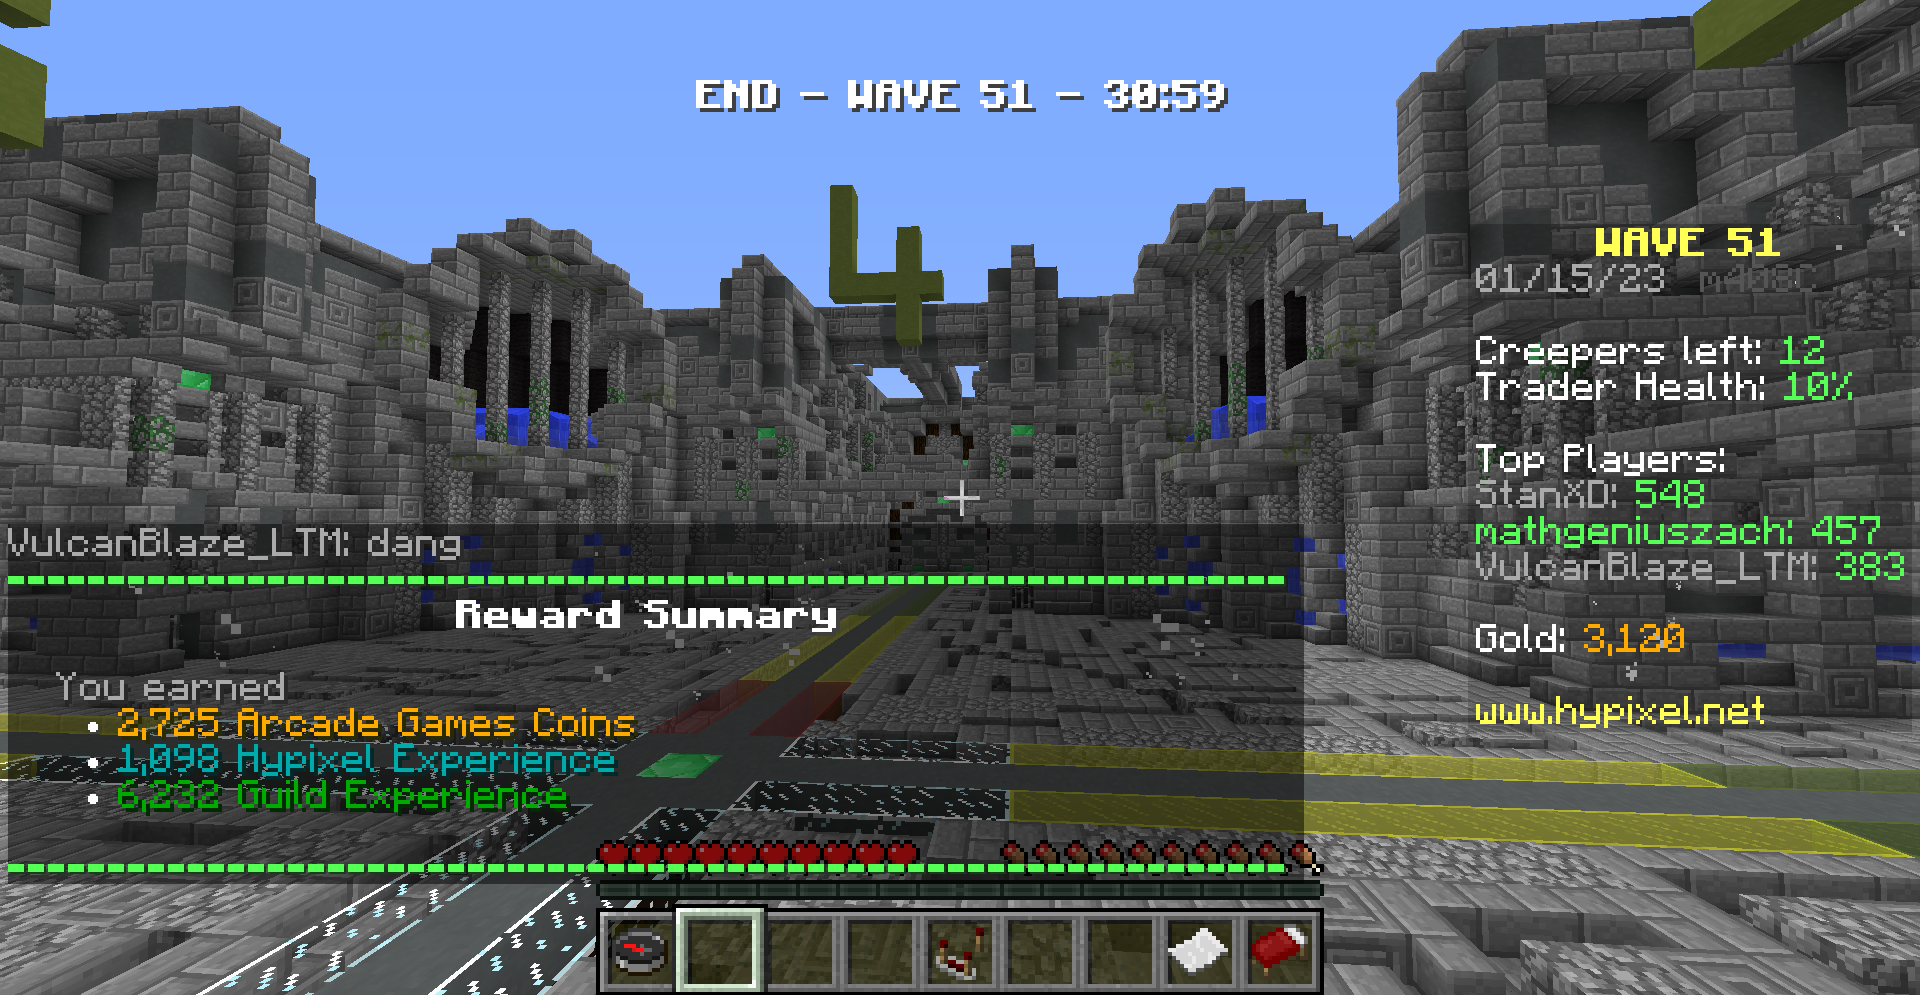 END - WAVE 51 - 30:59
4
WAVE 51
01/15/23 m408C
Creepers left: 12
Trader Health: 10%
Top Players:
StanXD: 548
mathgeniuszach: 457
VulcanBlaze_LTM: 383
Gold: 3,120
www.hypixel.net
VulcanBlaze_LTM: dang
Reward Summary
You earned
• 2,725 Arcade Games Coins
• 1,098 Hypixel Experience
• 6,232 Guild Experience